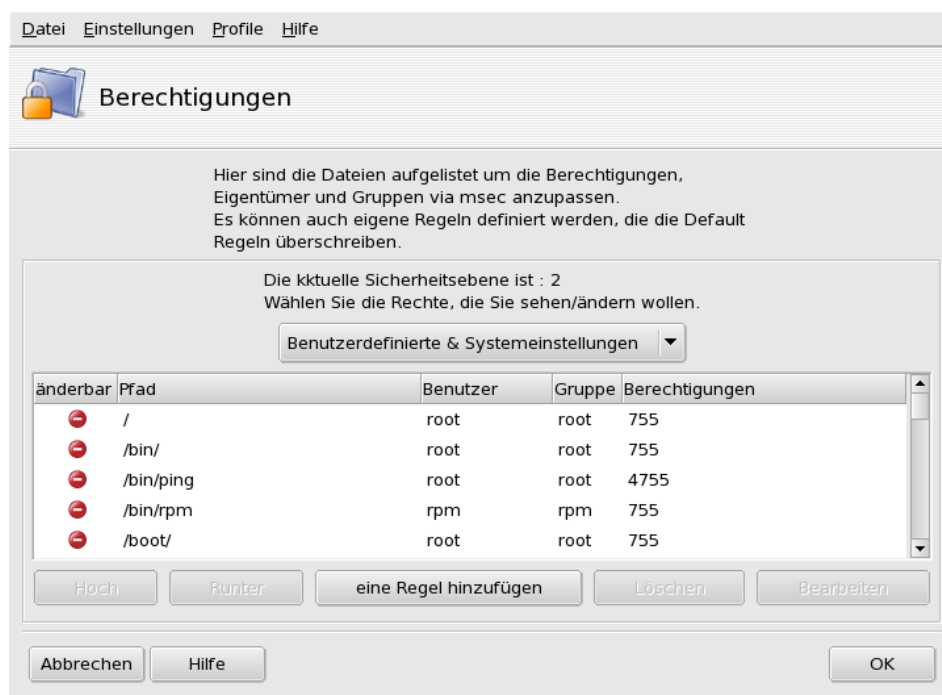 Datei Einstellungen Profile Hilfe
Berechtigungen
Hier sind die Dateien aufgelistet um die Berechtigungen,
Eigentümer und Gruppen via msec anzupassen.
Es können auch eigene Regeln definiert werden, die die Default
Regeln überschreiben.
Die kktuelle Sicherheitsebene ist : 2
Wählen Sie die Rechte, die Sie sehen/ändern wollen.
Benutzerdefinierte & Systemeinstellungen
änderbar Pfad Benutzer Gruppe Berechtigungen
/ root root 755
/bin/ root root 755
/bin/ping root root 4755
/bin/rpm rpm rpm 755
/boot/ root root 755
Hoch Runter eine Regel hinzufügen Löschen Bearbeiten
Abbrechen Hilfe OK